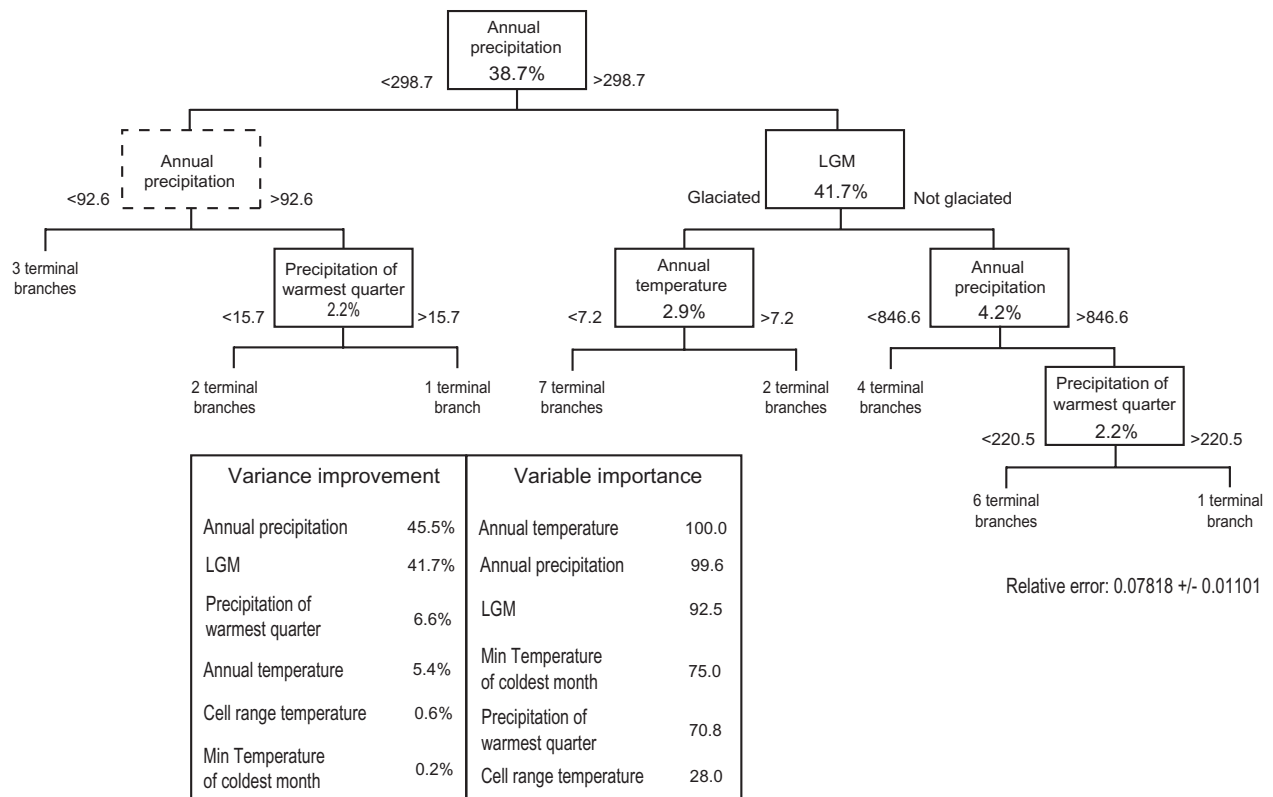 Annual
precipitation
38.7%
<298.7
>298.7
Annual
precipitation
<92.6
>92.6
LGM
41.7%
Glaciated
Not glaciated
3 terminal
branches
Precipitation of
warmest quarter
2.2%
<15.7
>15.7
Annual
temperature
2.9%
<7.2
>7.2
Annual
precipitation
4.2%
<846.6
>846.6
2 terminal
branches
1 terminal
branch
7 terminal
branches
2 terminal
branches
4 terminal
branches
Precipitation of
warmest quarter
2.2%
<220.5
>220.5
6 terminal
branches
1 terminal
branch
Variance improvement
Annual precipitation 45.5%
LGM 41.7%
Precipitation of
warmest quarter 6.6%
Annual temperature 5.4%
Cell range temperature 0.6%
Min Temperature
of coldest month 0.2%
Variable importance
Annual temperature 100.0
Annual precipitation 99.6
LGM 92.5
Min Temperature
of coldest month 75.0
Precipitation of
warmest quarter 70.8
Cell range temperature 28.0
Relative error: 0.07818 +/- 0.01101